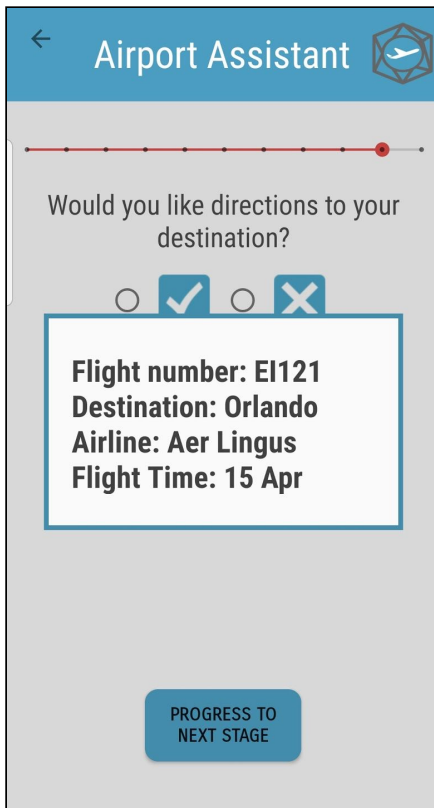 Airport Assistant
Would you like directions to your
destination?
Flight number: EI121
Destination: Orlando
Airline: Aer Lingus
Flight Time: 15 Apr
PROGRESS TO
NEXT STAGE